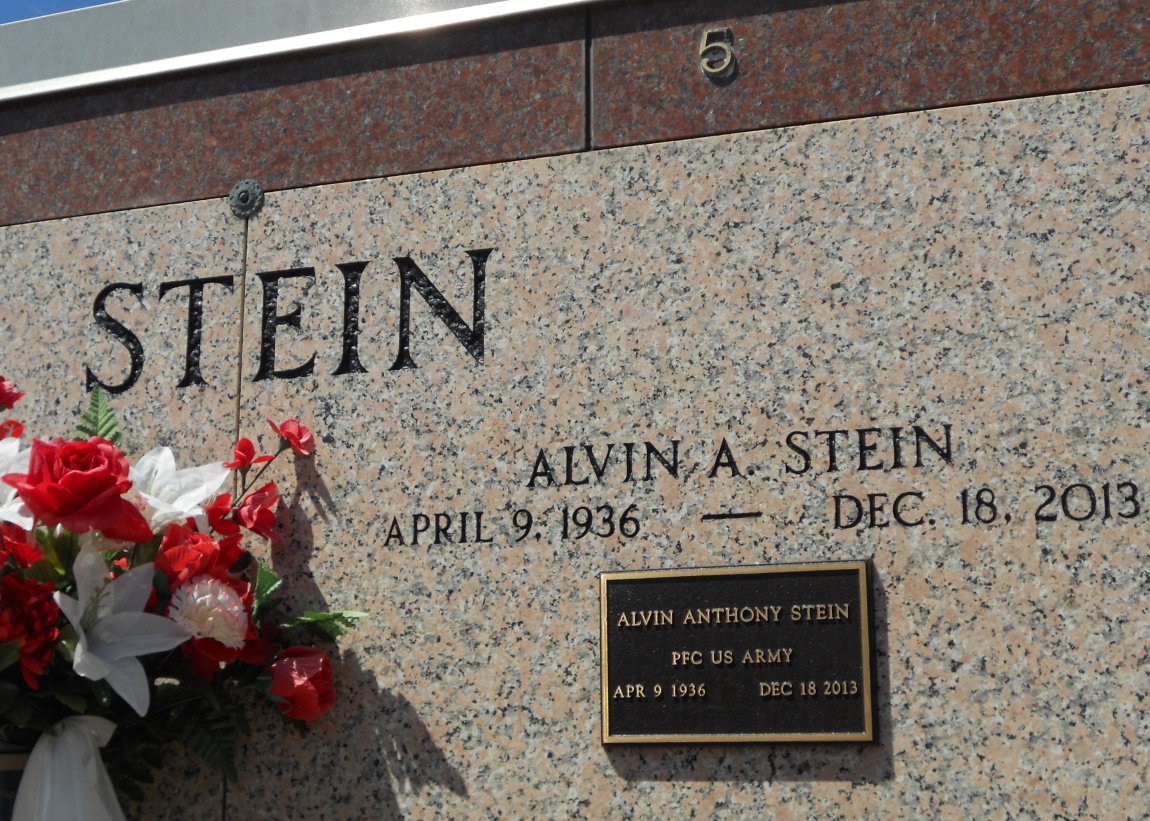 5
STEIN
ALVIN A. STEIN
APRIL 9, 1936 — DEC. 18, 2013
ALVIN ANTHONY STEIN
PFC US ARMY
APR 9 1936 DEC 18 2013